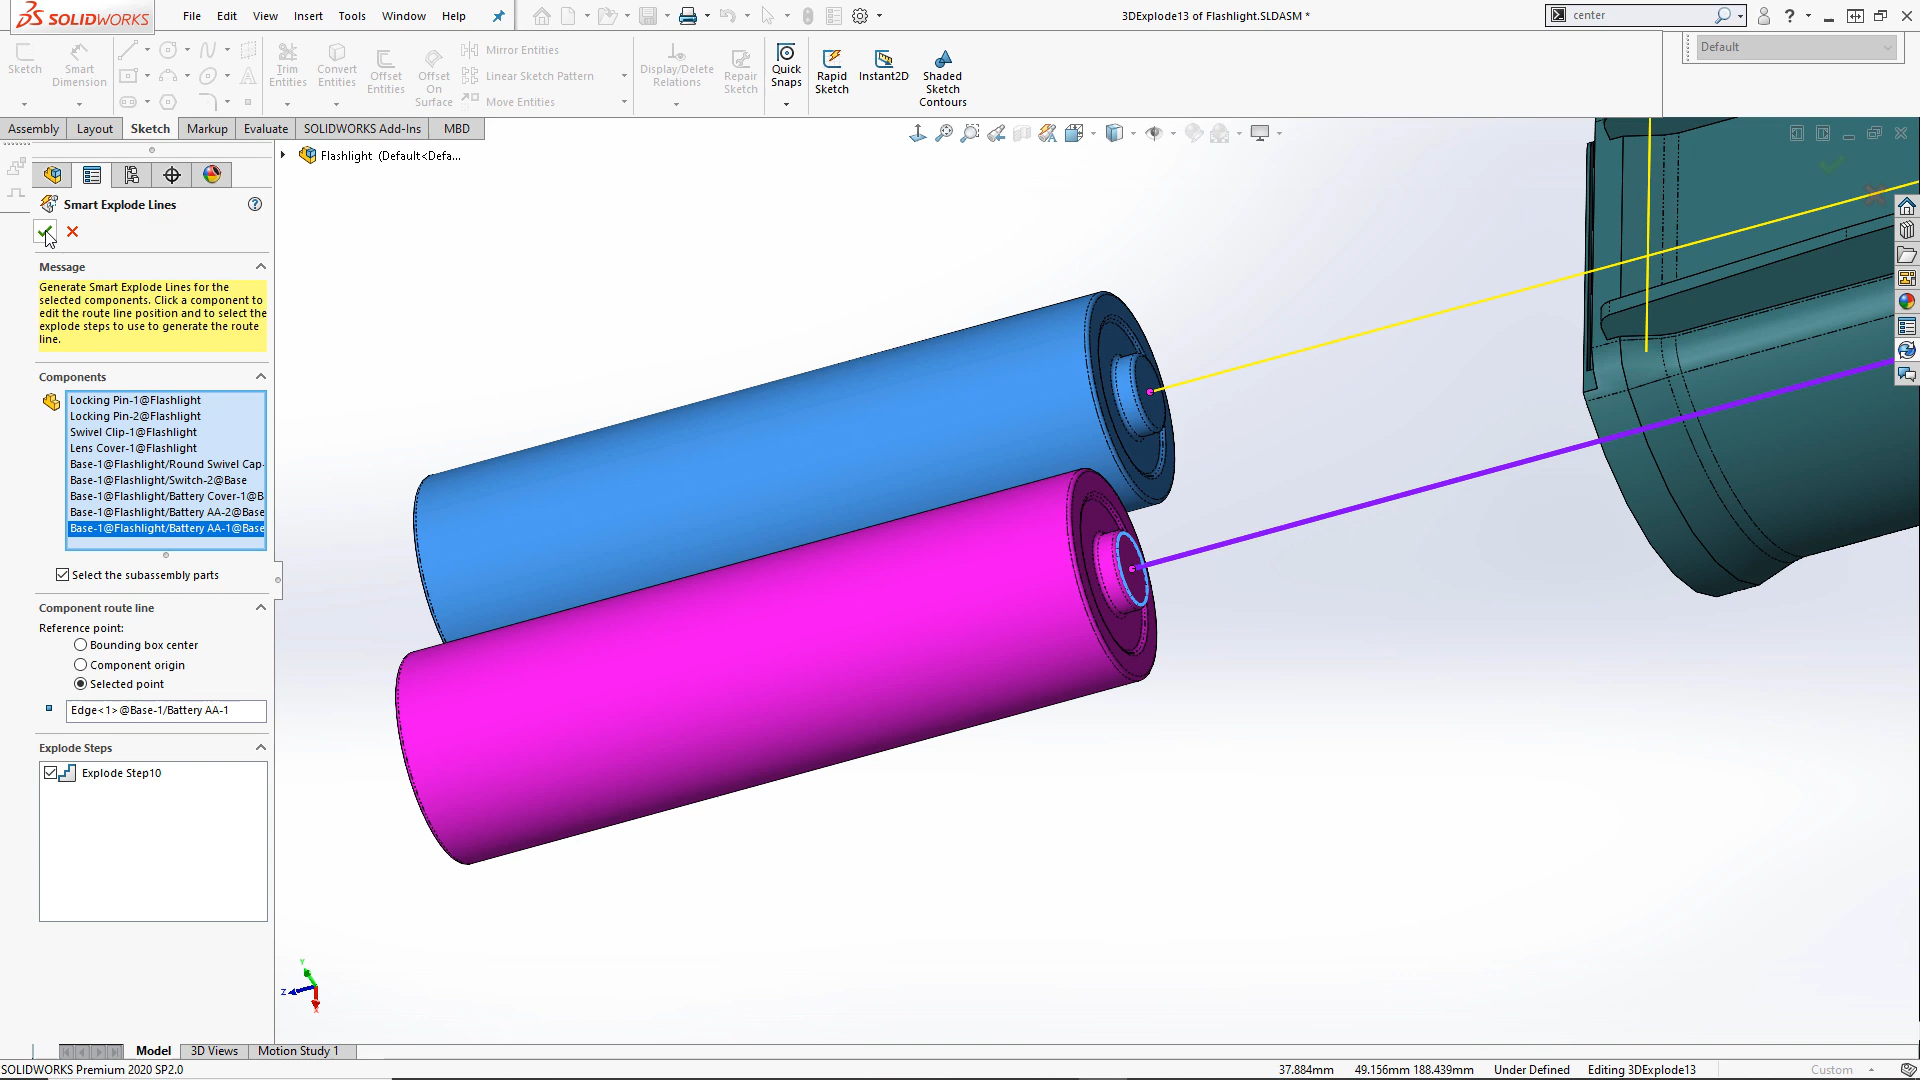 SOLIDWORKS
File
Edit
View
Insert
Tools
Window
Help
3DExplode13 of Flashlight.SLDASM *
center
Default
Sketch
Smart
Dimension
Trim
Entities
Convert
Entities
Offset
Entities
Offset
On
Surface
Mirror Entities
Linear Sketch Pattern
Move Entities
Display/Delete
Relations
Repair
Sketch
Quick
Snaps
Rapid
Sketch
Instant2D
Shaded
Sketch
Contours
Assembly
Layout
Sketch
Markup
Evaluate
SOLIDWORKS Add-Ins
MBD
Flashlight (Default<Defa...
Smart Explode Lines
Message
Generate Smart Explode Lines for the
selected components. Click a component to
edit the route line position and to select the
explode steps to use to generate the route
line.
Components
Locking Pin-1@Flashlight
Locking Pin-2@Flashlight
Swivel Clip-1@Flashlight
Lens Cover-1@Flashlight
Base-1@Flashlight/Round Swivel Cap-
Base-1@Flashlight/Switch-2@Base
Base-1@Flashlight/Battery Cover-1@B
Base-1@Flashlight/Battery AA-2@Base
Base-1@Flashlight/Battery AA-1@Base
Select the subassembly parts
Component route line
Reference point:
Bounding box center
Component origin
Selected point
Edge<1>@Base-1/Battery AA-1
Explode Steps
Explode Step10
Y
Z
X
Model
3D Views
Motion Study 1
SOLIDWORKS Premium 2020 SP2.0
37.884mm
49.156mm 188.439mm
Under Defined
Editing 3DExplode13
Custom